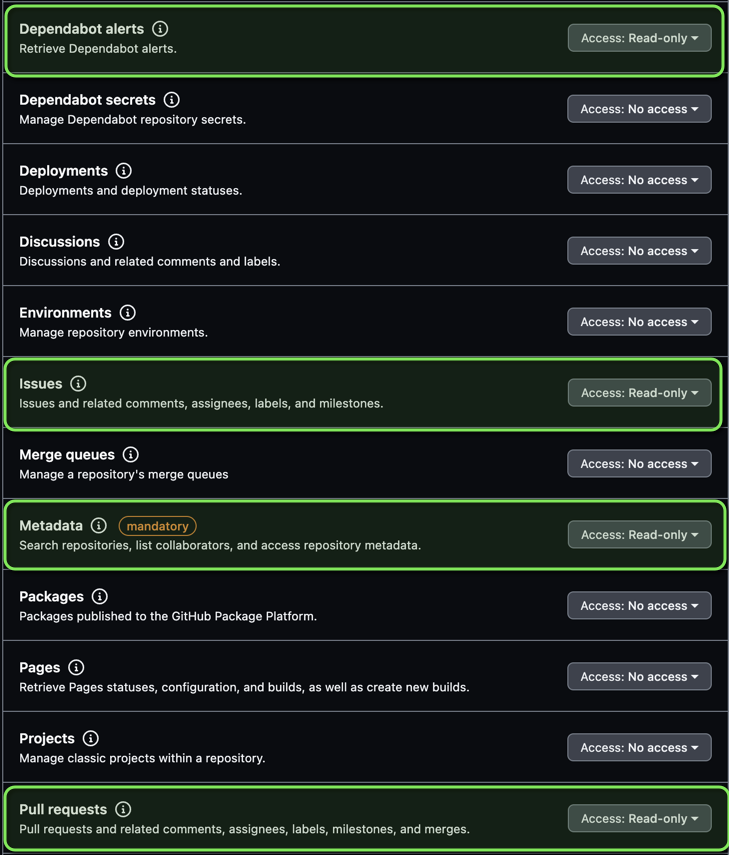 Dependabot alerts
Retrieve Dependabot alerts.
Access: Read-only
Dependabot secrets
Manage Dependabot repository secrets.
Access: No access
Deployments
Deployments and deployment statuses.
Access: No access
Discussions
Discussions and related comments and labels.
Access: No access
Environments
Manage repository environments.
Access: No access
Issues
Issues and related comments, assignees, labels, and milestones.
Access: Read-only
Merge queues
Manage a repository's merge queues
Access: No access
Metadata mandatory
Search repositories, list collaborators, and access repository metadata.
Access: Read-only
Packages
Packages published to the GitHub Package Platform.
Access: No access
Pages
Retrieve Pages statuses, configuration, and builds, as well as create new builds.
Access: No access
Projects
Manage classic projects within a repository.
Access: No access
Pull requests
Pull requests and related comments, assignees, labels, milestones, and merges.
Access: Read-only